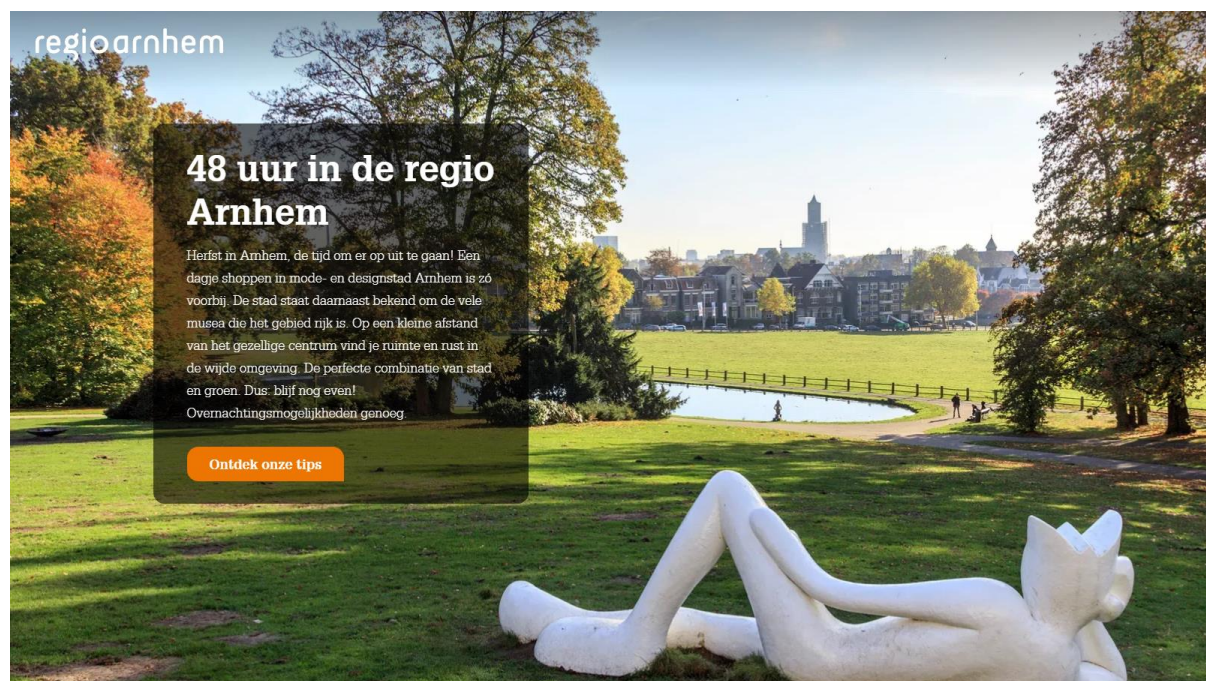 regioarnhem
48 uur in de regio
Arnhem
Herfst in Arnhem, de tijd om er op uit te gaan! Een
dagje shoppen in mode- en designstad Arnhem is zó
voorbij. De stad staat daarnaast bekend om de vele
musea die het gebied rijk is. Op een kleine afstand
van het gezellige centrum vind je ruimte en rust in
de wijde omgeving. De perfecte combinatie van stad
en groen. Dus: blijf nog even!
Overnachtingsmogelijkheden genoeg.
Ontdek onze tips